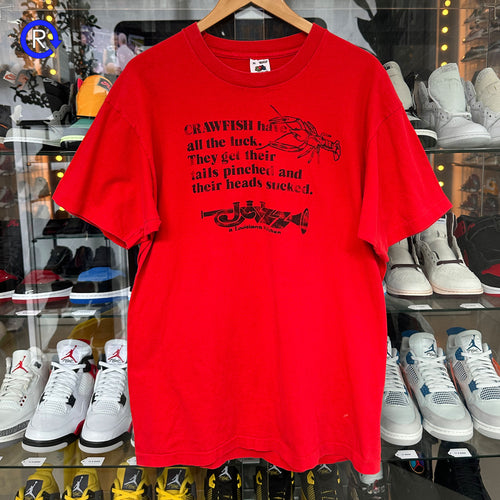 R
CRAWFISH have
all the luck.
They get their
tails pinched and
their heads sucked.
Jazz